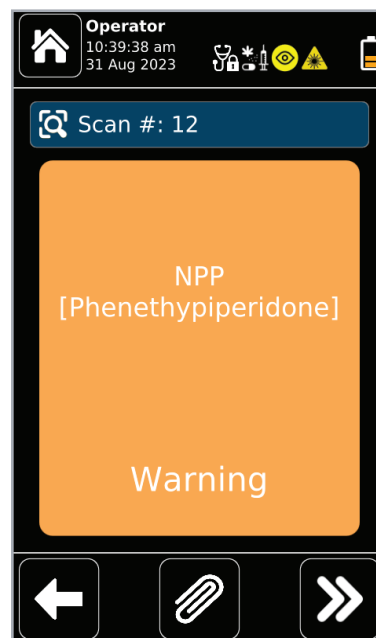 Operator
10:39:38 am
31 Aug 2023
Scan #: 12
NPP
[Phenethypiperidone]
Warning